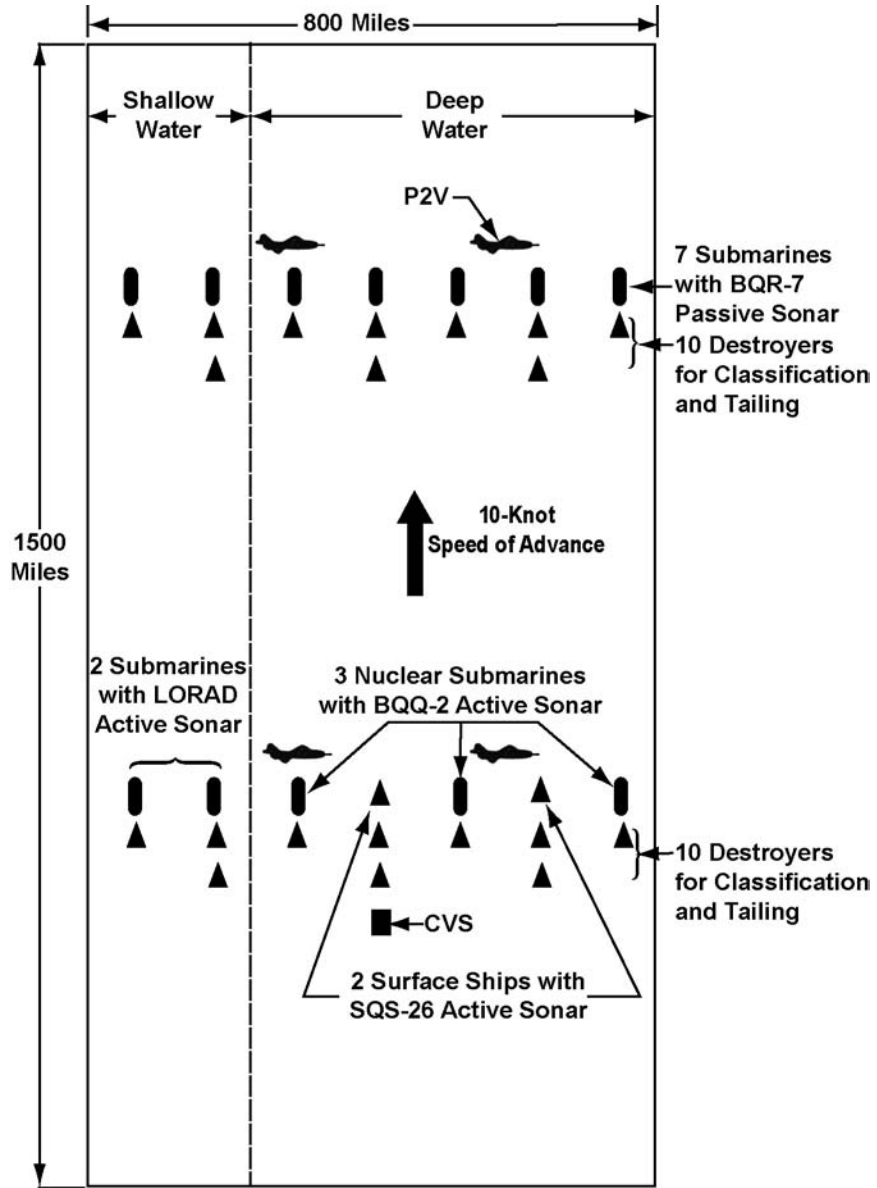 800 Miles
Shallow
Water
Deep
Water
P2V
7 Submarines
with BQR-7
Passive Sonar
10 Destroyers
for Classification
and Tailing
10-Knot
Speed of Advance
1500
Miles
2 Submarines
with LORAD
Active Sonar
3 Nuclear Submarines
with BQQ-2 Active Sonar
10 Destroyers
for Classification
and Tailing
CVS
2 Surface Ships with
SQS-26 Active Sonar